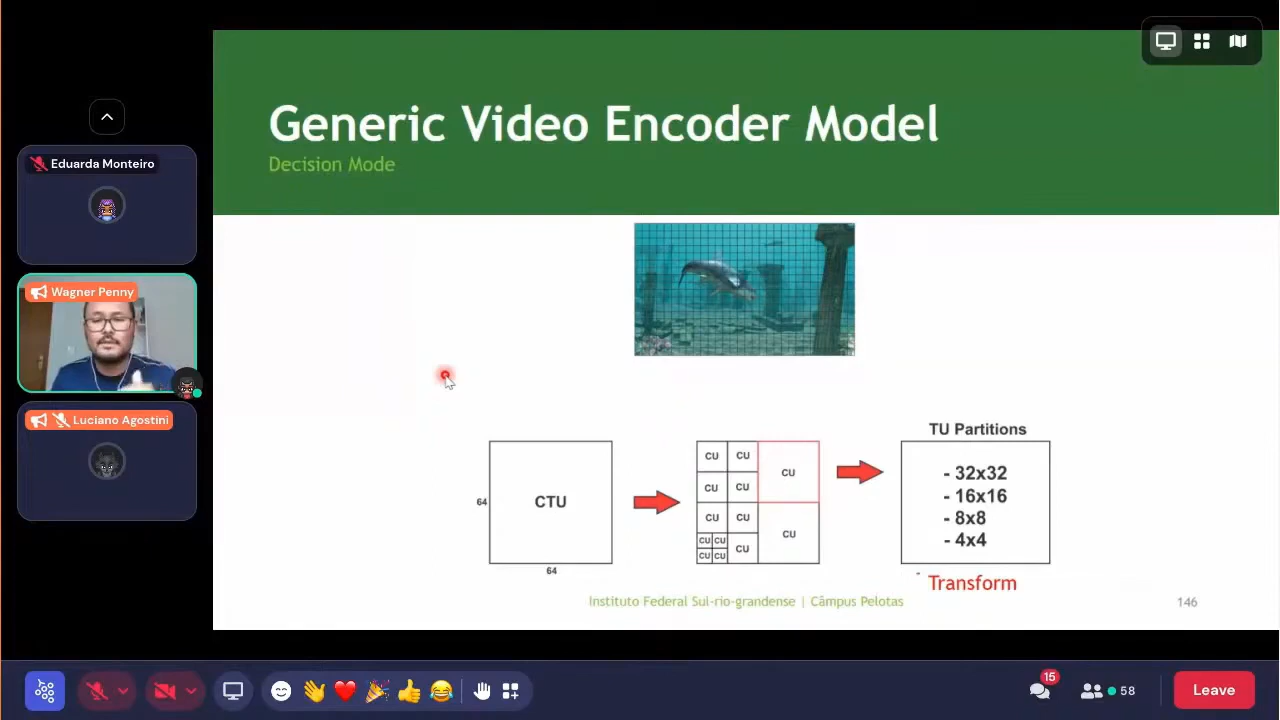 Eduarda Monteiro
Wagner Penny
Luciano Agostini
Generic Video Encoder Model
Decision Mode
CTU
64
64
CU CU CU
CU CU
CU CU CU
CU CU CU
CU CU
TU Partitions
- 32x32
- 16x16
- 8x8
- 4x4
- Transform
Instituto Federal Sul-rio-grandense | Câmpus Pelotas
146
15
58
Leave